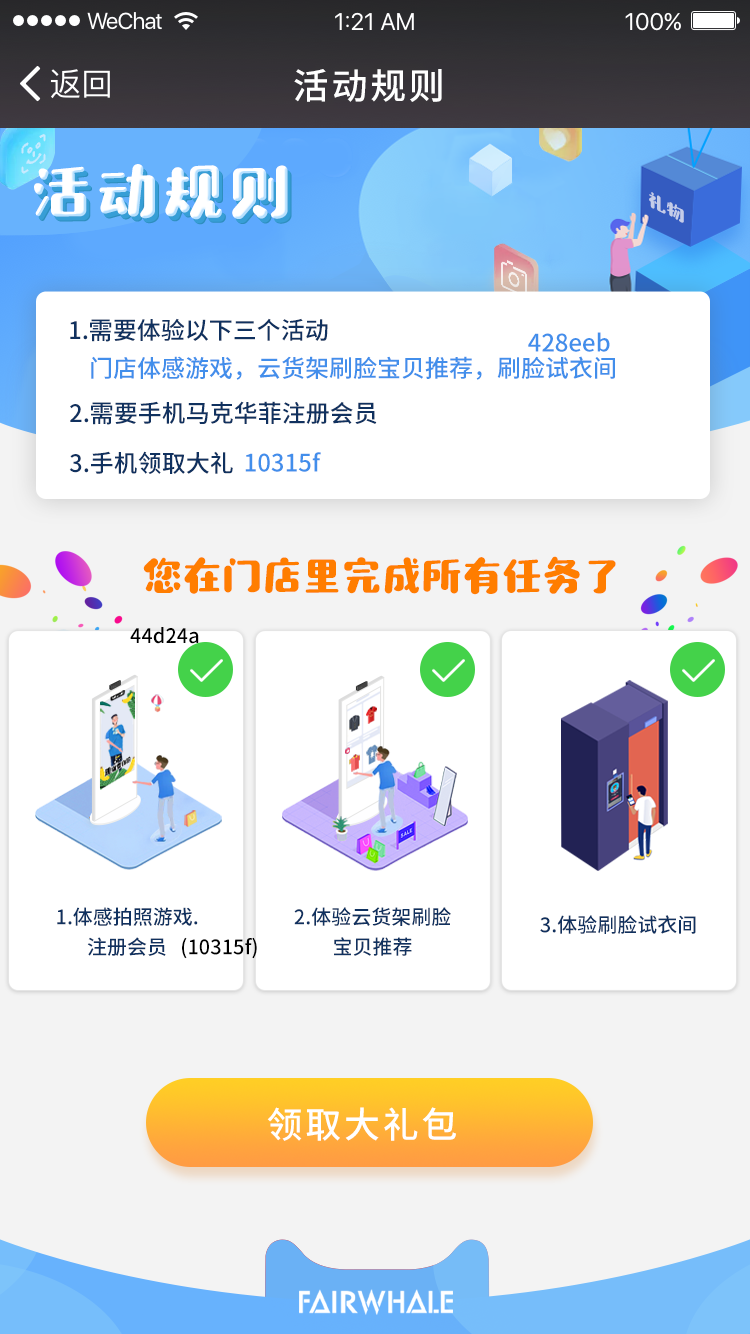 WeChat 1:21 AM 100%
返回 活动规则
活动规则
礼物
1.需要体验以下三个活动
428eeb
门店体感游戏，云货架刷脸宝贝推荐，刷脸试衣间
2.需要手机马克华菲注册会员
3.手机领取大礼 10315f
您在门店里完成所有任务了
44d24a
SALE
1.体感拍照游戏.
注册会员 (10315f)
2.体验云货架刷脸
宝贝推荐
3.体验刷脸试衣间
领取大礼包
FAIRWHALE